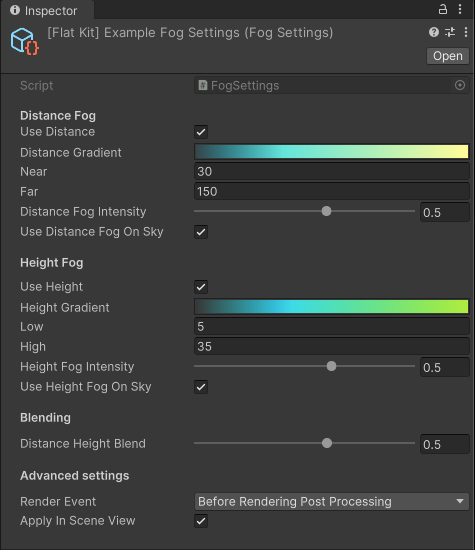 Inspector
[Flat Kit] Example Fog Settings (Fog Settings)
Open
Script FogSettings
Distance Fog
Use Distance
Distance Gradient
Near 30
Far 150
Distance Fog Intensity 0.5
Use Distance Fog On Sky
Height Fog
Use Height
Height Gradient
Low 5
High 35
Height Fog Intensity 0.5
Use Height Fog On Sky
Blending
Distance Height Blend 0.5
Advanced settings
Render Event Before Rendering Post Processing
Apply In Scene View